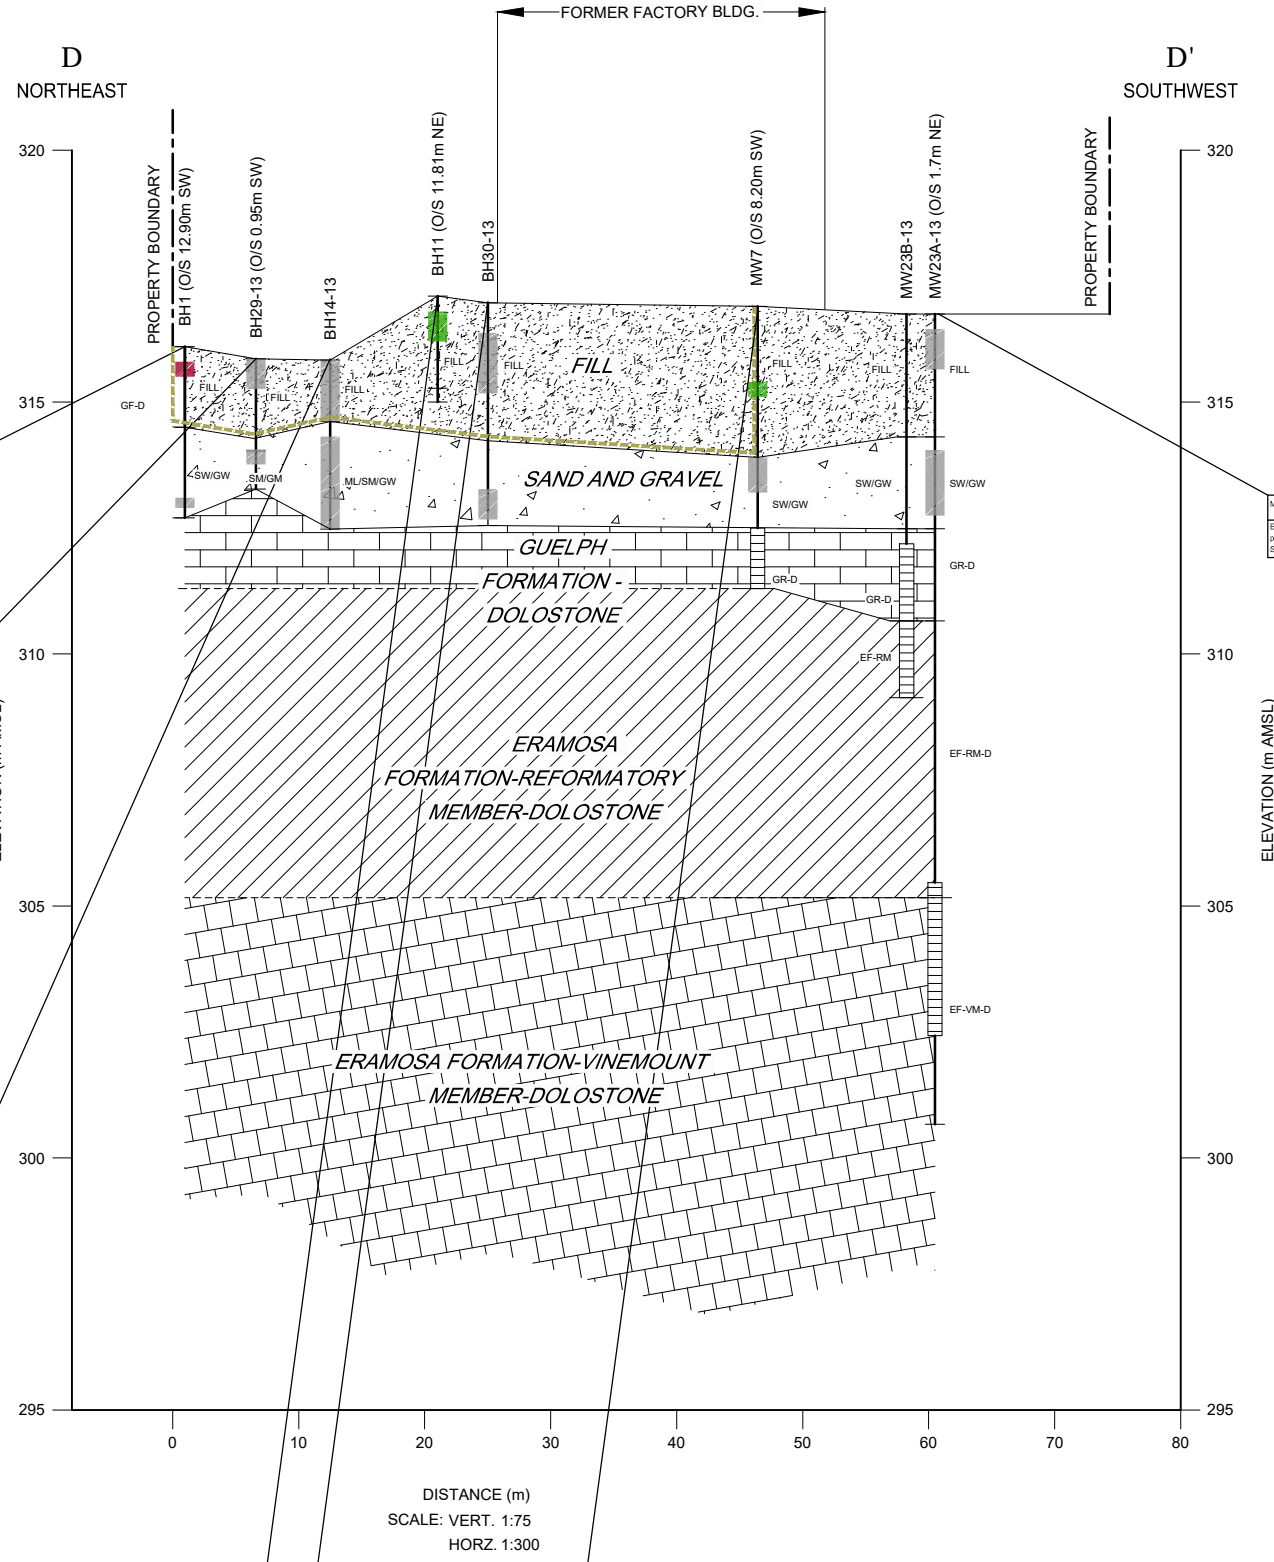 FORMER FACTORY BLDG.
D
NORTHEAST
D'
SOUTHWEST
PROPERTY BOUNDARY
BH1 (O/S 12.90m SW)
BH29-13 (O/S 0.95m SW)
BH14-13
BH11 (O/S 11.81m NE)
BH30-13
MW7 (O/S 8.20m SW)
MW23B-13
MW23A-13 (O/S 1.7m NE)
PROPERTY BOUNDARY
320
320
315
315
310
310
305
305
300
300
295
295
GF-D
FILL
FILL
FILL
FILL
FILL
FILL
FILL
FILL
FILL
SW/GW
SM/GM
ML/SM/GW
SAND AND GRAVEL
SW/GW
SW/GW
SW/GW
GUELPH
FORMATION -
DOLOSTONE
GR-D
GR-D
GR-D
EF-RM
ERAMOSA
FORMATION-REFORMATORY
MEMBER-DOLOSTONE
EF-RM-D
ELEVATION (m AMSL)
EF-VM-D
ERAMOSA FORMATION-VINEMOUNT
MEMBER-DOLOSTONE
0
10
20
30
40
50
60
70
80
DISTANCE (m)
SCALE: VERT. 1:75
HORZ. 1:300